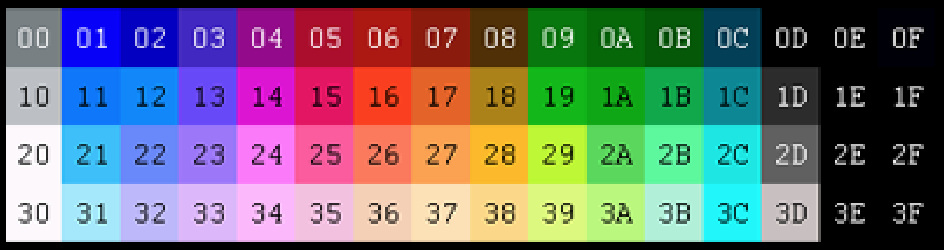 00 01 02 03 04 05 06 07 08 09 0A 0B 0C 0D 0E 0F
10 11 12 13 14 15 16 17 18 19 1A 1B 1C 1D 1E 1F
20 21 22 23 24 25 26 27 28 29 2A 2B 2C 2D 2E 2F
30 31 32 33 34 35 36 37 38 39 3A 3B 3C 3D 3E 3F